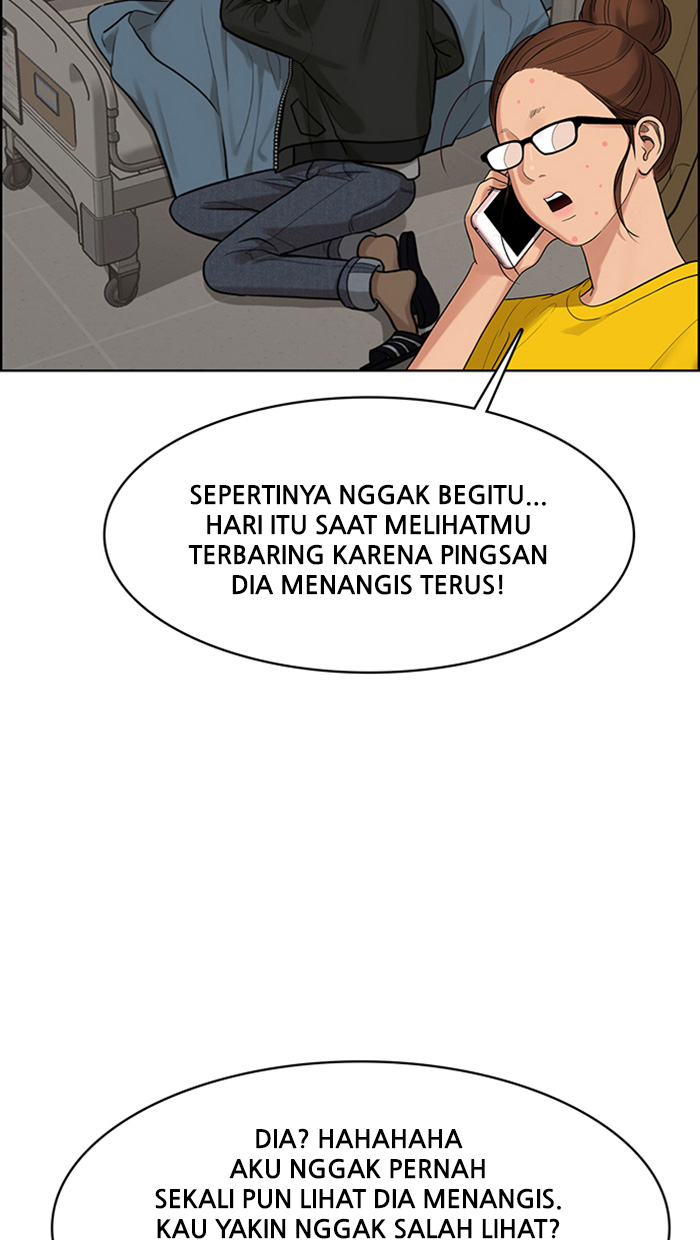 SEPERTINYA NGGAK BEGITU...
HARI ITU SAAT MELIHATMU
TERBARING KARENA PINGSAN
DIA MENANGIS TERUS!
DIA? HAHAHAHA
AKU NGGAK PERNAH
SEKALI PUN LIHAT DIA MENANGIS.
KAU YAKIN NGGAK SALAH LIHAT?